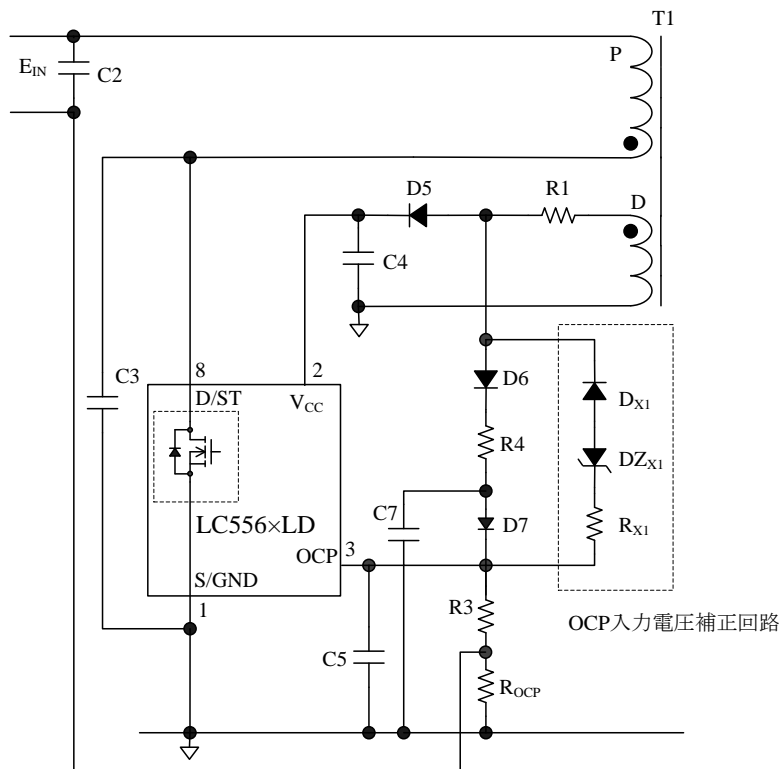 T1
P
E_IN
C2
D5
R1
D
C4
C3
8
2
D/ST
V_CC
D6
D_X1
R4
DZ_X1
C7
LC556×LD
D7
R_X1
OCP
3
S/GND
1
R3
OCP入力電圧補正回路
C5
R_OCP